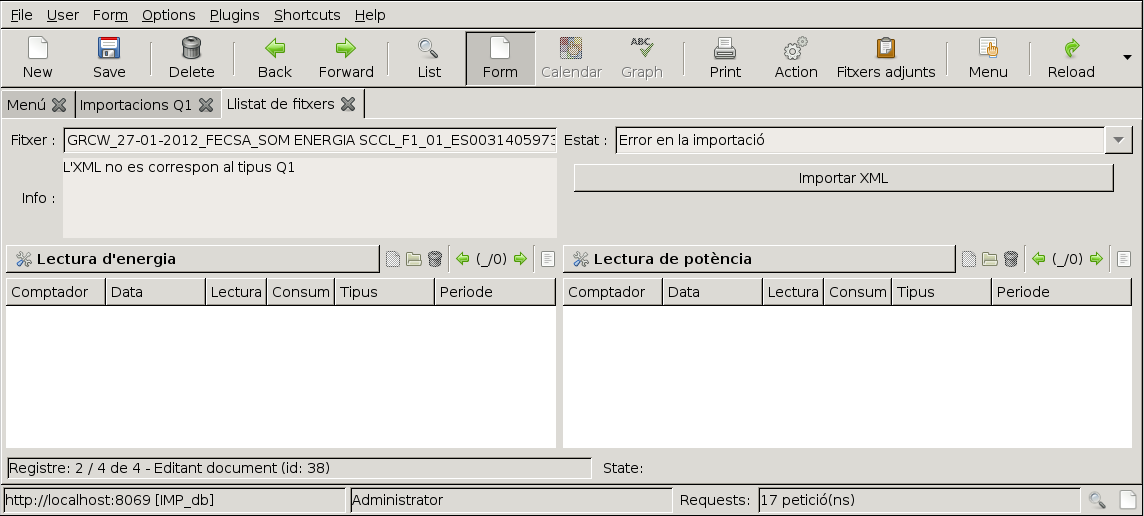 File User Form Options Plugins Shortcuts Help
New Save Delete Back Forward List Form Calendar ABC Graph Print Action Fitxers adjunts Menu Reload
Menú Importacions Q1 Llistat de fitxers
Fitxer : GRCW_27-01-2012_FECSA_SOM ENERGIA SCCL_F1_01_ES0031405973 Estat : Error en la importació
L'XML no es correspon al tipus Q1
Importar XML
Info :
Lectura d'energia (_/0) Lectura de potència (_/0)
Comptador Data Lectura Consum Tipus Periode Comptador Data Lectura Consum Tipus Periode
Registre: 2 / 4 de 4 - Editant document (id: 38) State:
http://localhost:8069 [IMP_db] Administrator Requests: 17 petició(ns)